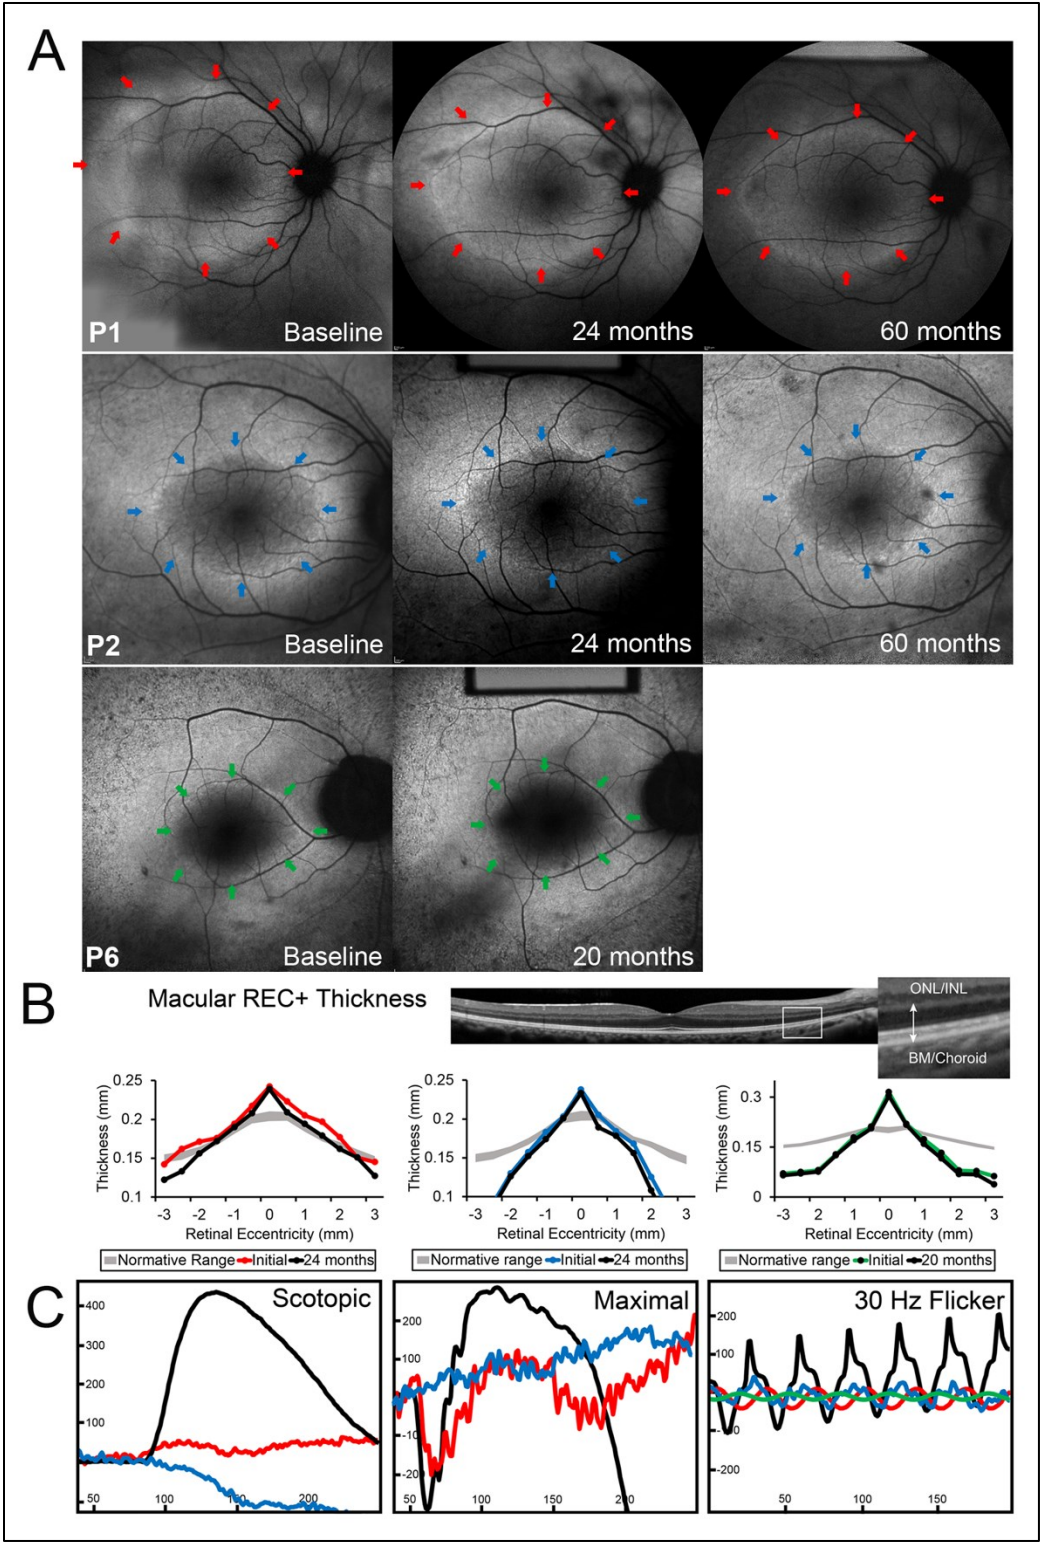 A
P1
Baseline
24 months
60 months
P2
Baseline
24 months
60 months
P6
Baseline
20 months
B
Macular REC+ Thickness
ONL/INL
BM/Choroid
Thickness (mm)
0.25
0.2
0.15
0.1
-3 -2 -1 0 1 2 3
Retinal Eccentricity (mm)
Normative Range Initial 24 months
Thickness (mm)
0.25
0.2
0.15
0.1
-3 -2 -1 0 1 2 3
Retinal Eccentricity (mm)
Normative range Initial 24 months
Thickness (mm)
0.3
0.15
0
-3 2 -1 0 1 2 3
Retinal Eccentricity (mm)
Normative range Initial 20 months
C
Scotopic
400
300
200
100
50 100 150 200
Maximal
200
100
-10
-20
50 100 150 200
30 Hz Flicker
200
100
-200
50 150